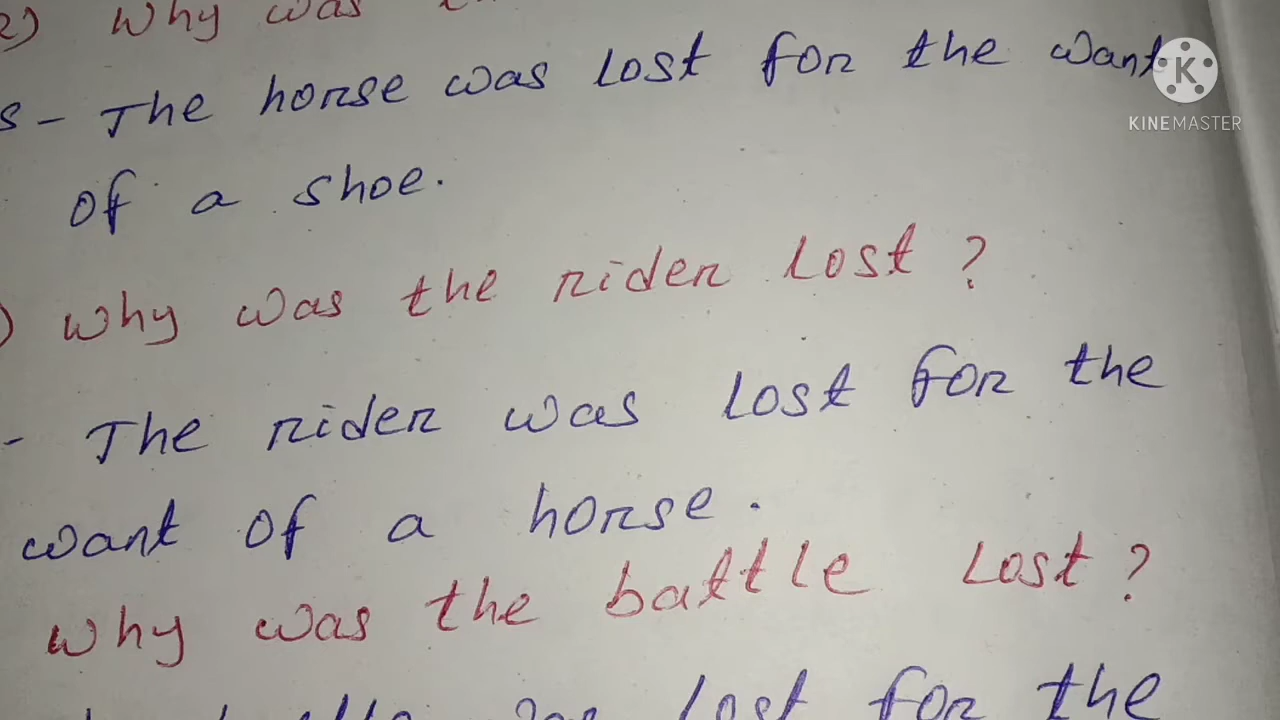 2) Why was
s - The horse was lost for the want
of a shoe.
) Why was the rider lost?
- The rider was lost for the
want of a horse.
Why was the battle lost?
lost for the
K
KINEMASTER